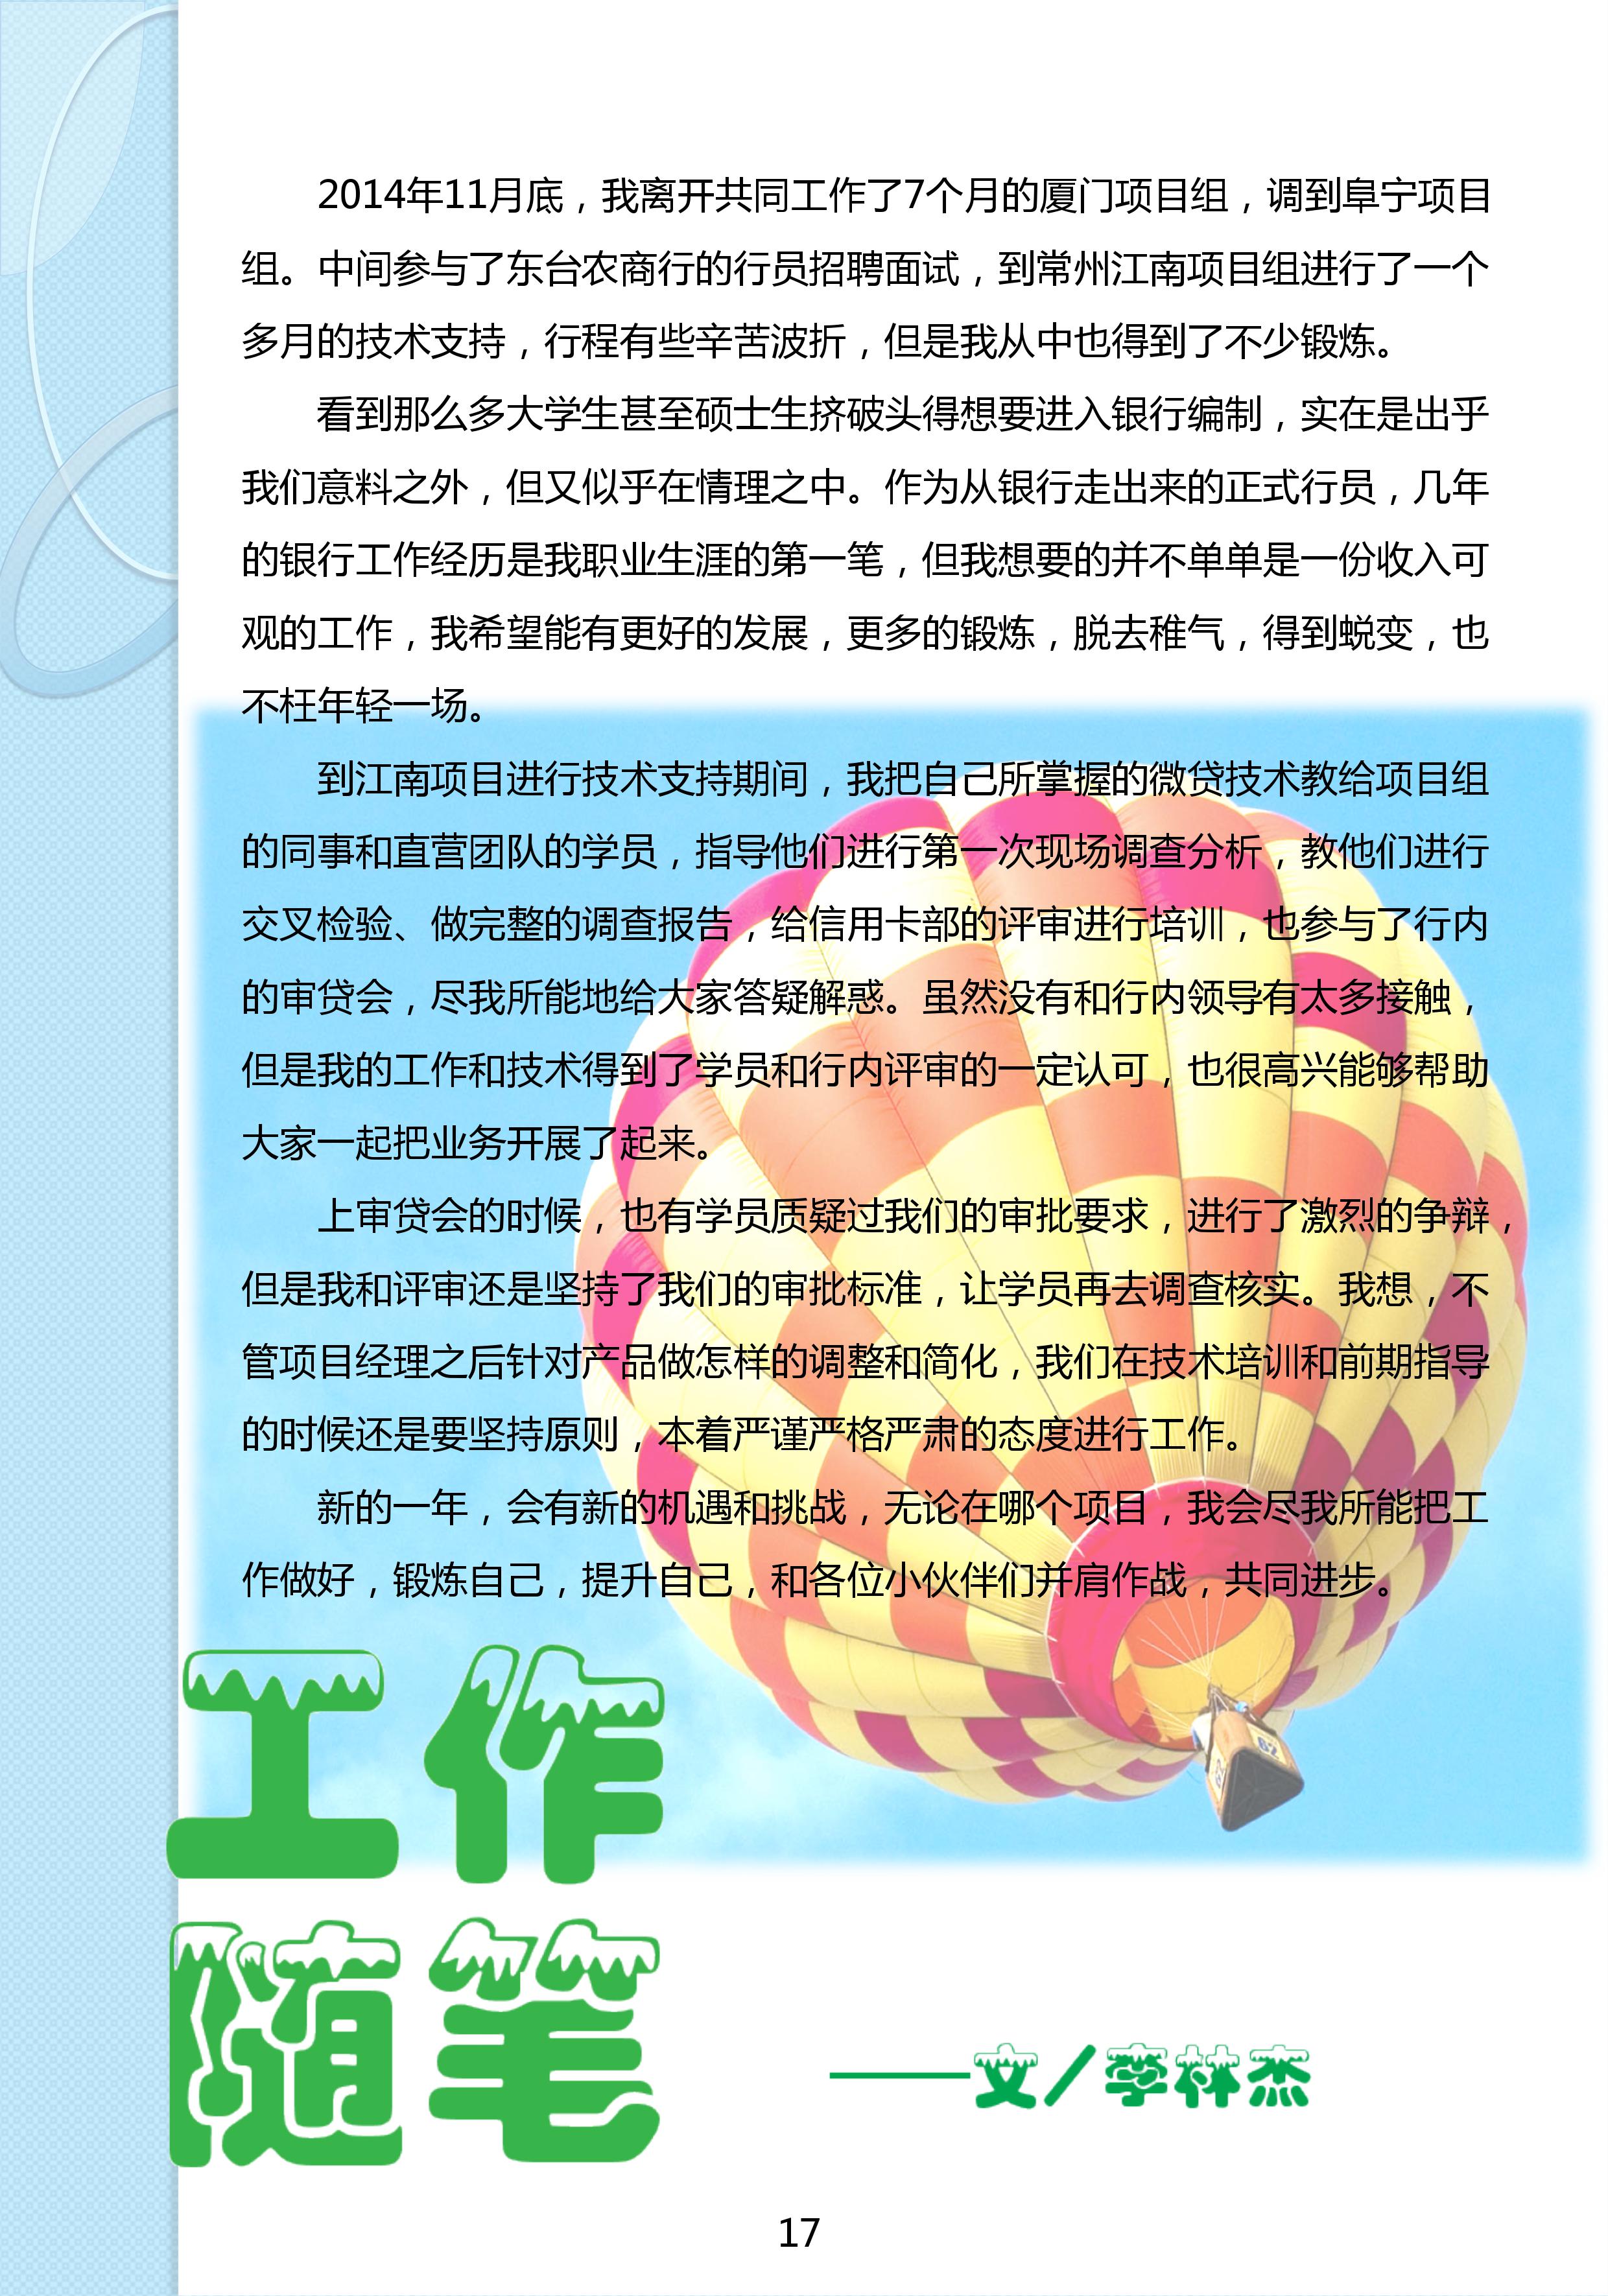 2014年11月底，我离开共同工作了7个月的厦门项目组，调到阜宁项目
组。中间参与了东台农商行的行员招聘面试，到常州江南项目组进行了一个
多月的技术支持，行程有些辛苦波折，但是我从中也得到了不少锻炼。
看到那么多大学生甚至硕士生挤破头得想要进入银行编制，实在是出乎
我们意料之外，但又似乎在情理之中。作为从银行走出来的正式行员，几年
的银行工作经历是我职业生涯的第一笔，但我想要的并不单单是一份收入可
观的工作，我希望能有更好的发展，更多的锻炼，脱去稚气，得到蜕变，也
不枉年轻一场。
到江南项目进行技术支持期间，我把自己所掌握的微贷技术教给项目组
的同事和直营团队的学员，指导他们进行第一次现场调查分析，教他们进行
交叉检验、做完整的调查报告，给信用卡部的评审进行培训，也参与了行内
的审贷会，尽我所能地给大家答疑解惑。虽然没有和行内领导有太多接触，
但是我的工作和技术得到了学员和行内评审的一定认可，也很高兴能够帮助
大家一起把业务开展了起来。
上审贷会的时候，也有学员质疑过我们的审批要求，进行了激烈的争辩，
但是我和评审还是坚持了我们的审批标准，让学员再去调查核实。我想，不
管项目经理之后针对产品做怎样的调整和简化，我们在技术培训和前期指导
的时候还是要坚持原则，本着严谨严格严肃的态度进行工作。
新的一年，会有新的机遇和挑战，无论在哪个项目，我会尽我所能把工
作做好，锻炼自己，提升自己，和各位小伙伴们并肩作战，共同进步。
工作
随笔
——文/季林杰
17